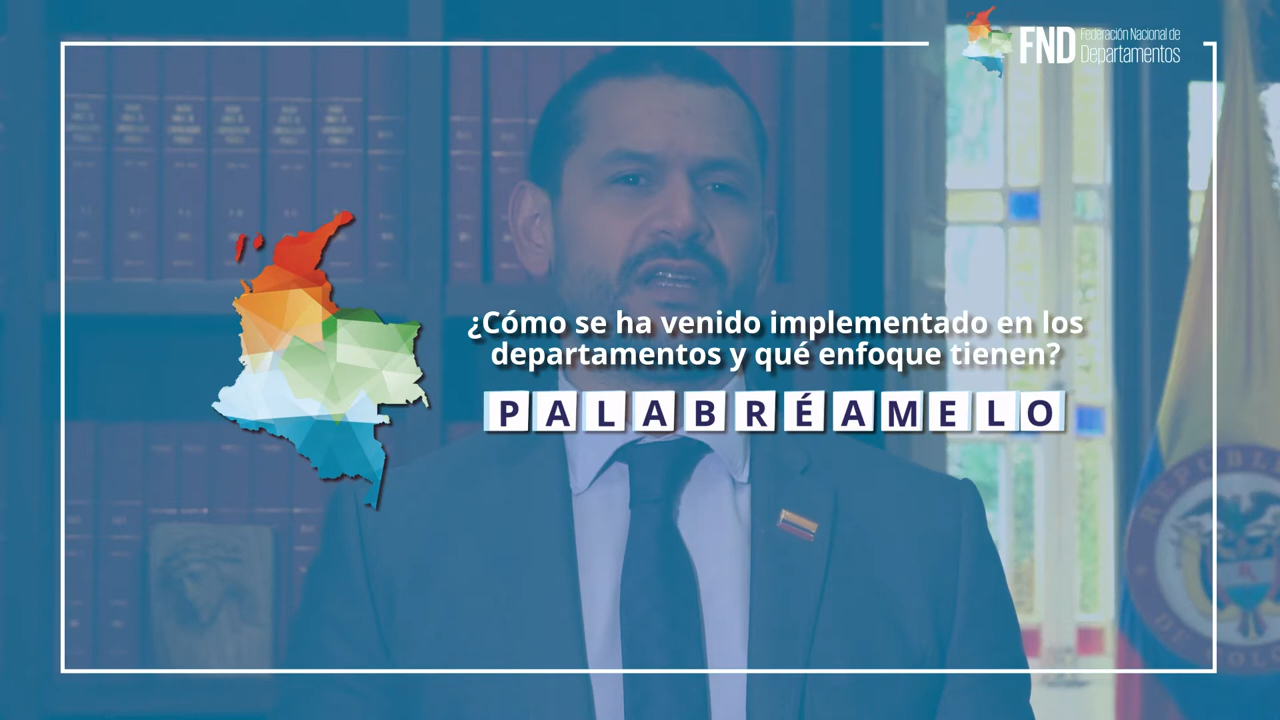 FND
Federación Nacional de
Departamentos
¿Cómo se ha venido implementado en los
departamentos y qué enfoque tienen?
PALABRÉAMELO